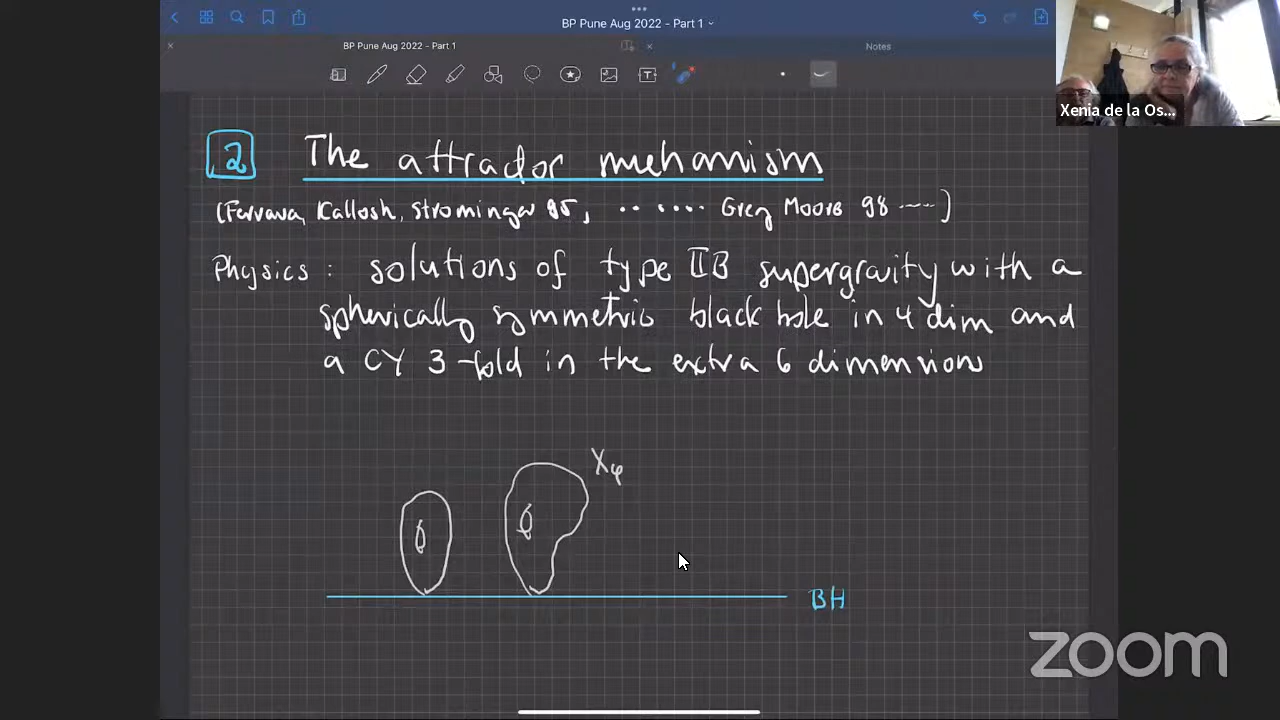 BP Pune Aug 2022 - Part 1
BP Pune Aug 2022 - Part 1
Notes
Xenia de la Os...
2 The attractor mechanism
(Ferrara, Kallosh, Strominger 95, ...... Greg Moore 98 ----)
Physics : solutions of type IIB supergravity with a
spherically symmetric black hole in 4 dim and
a CY 3-fold in the extra 6 dimensions
Xφ
BH
zoom